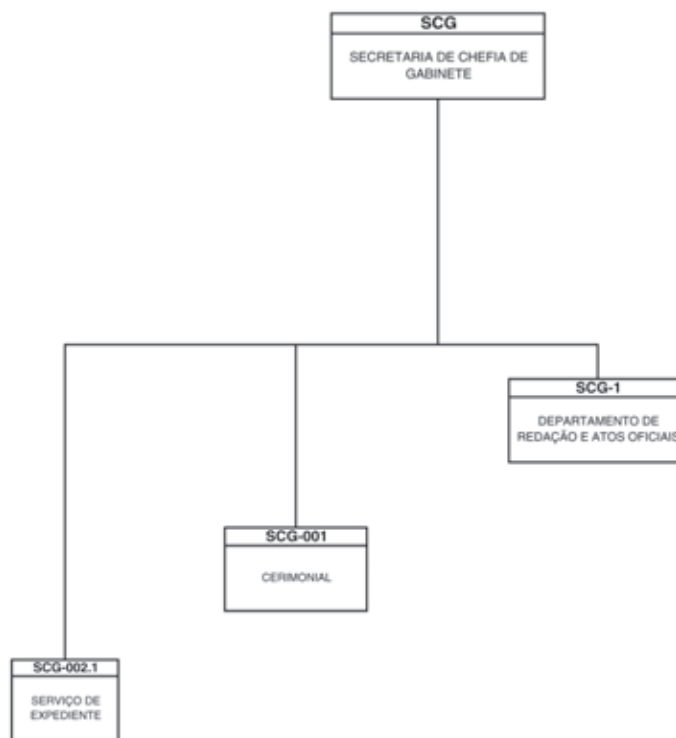 SCG
SECRETARIA DE CHEFIA DE
GABINETE
SCG-1
DEPARTAMENTO DE
REDAÇÃO E ATOS OFICIAIS
SCG-001
CERIMONIAL
SCG-002.1
SERVIÇO DE
EXPEDIENTE